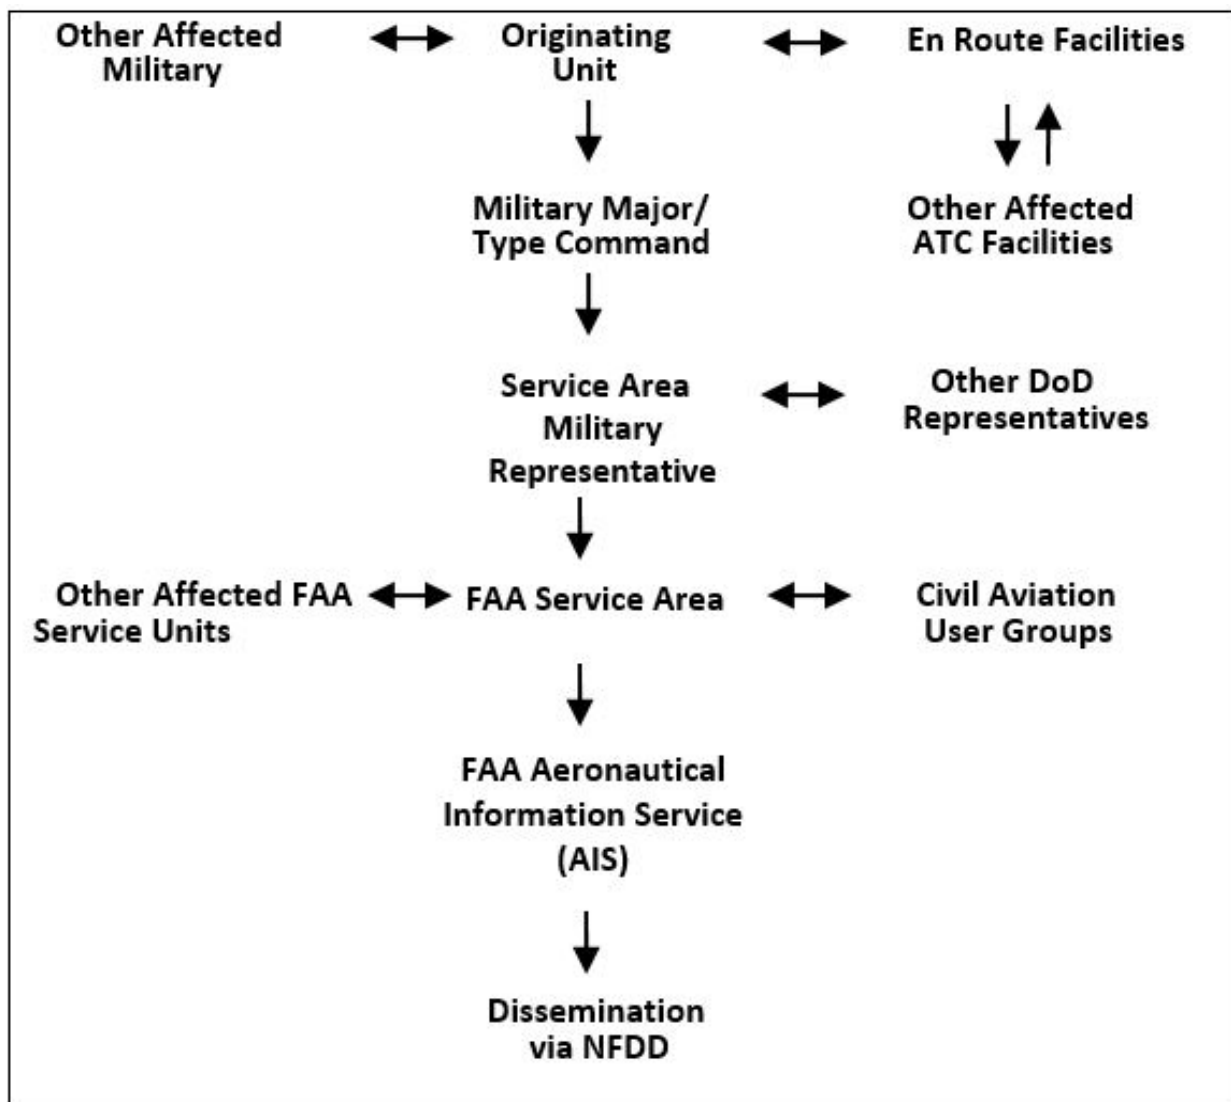 Other Affected
Military
Originating
Unit
En Route Facilities
Military Major/
Type Command
Other Affected
ATC Facilities
Service Area
Military
Representative
Other DoD
Representatives
Other Affected FAA
Service Units
FAA Service Area
Civil Aviation
User Groups
FAA Aeronautical
Information Service
(AIS)
Dissemination
via NFDD